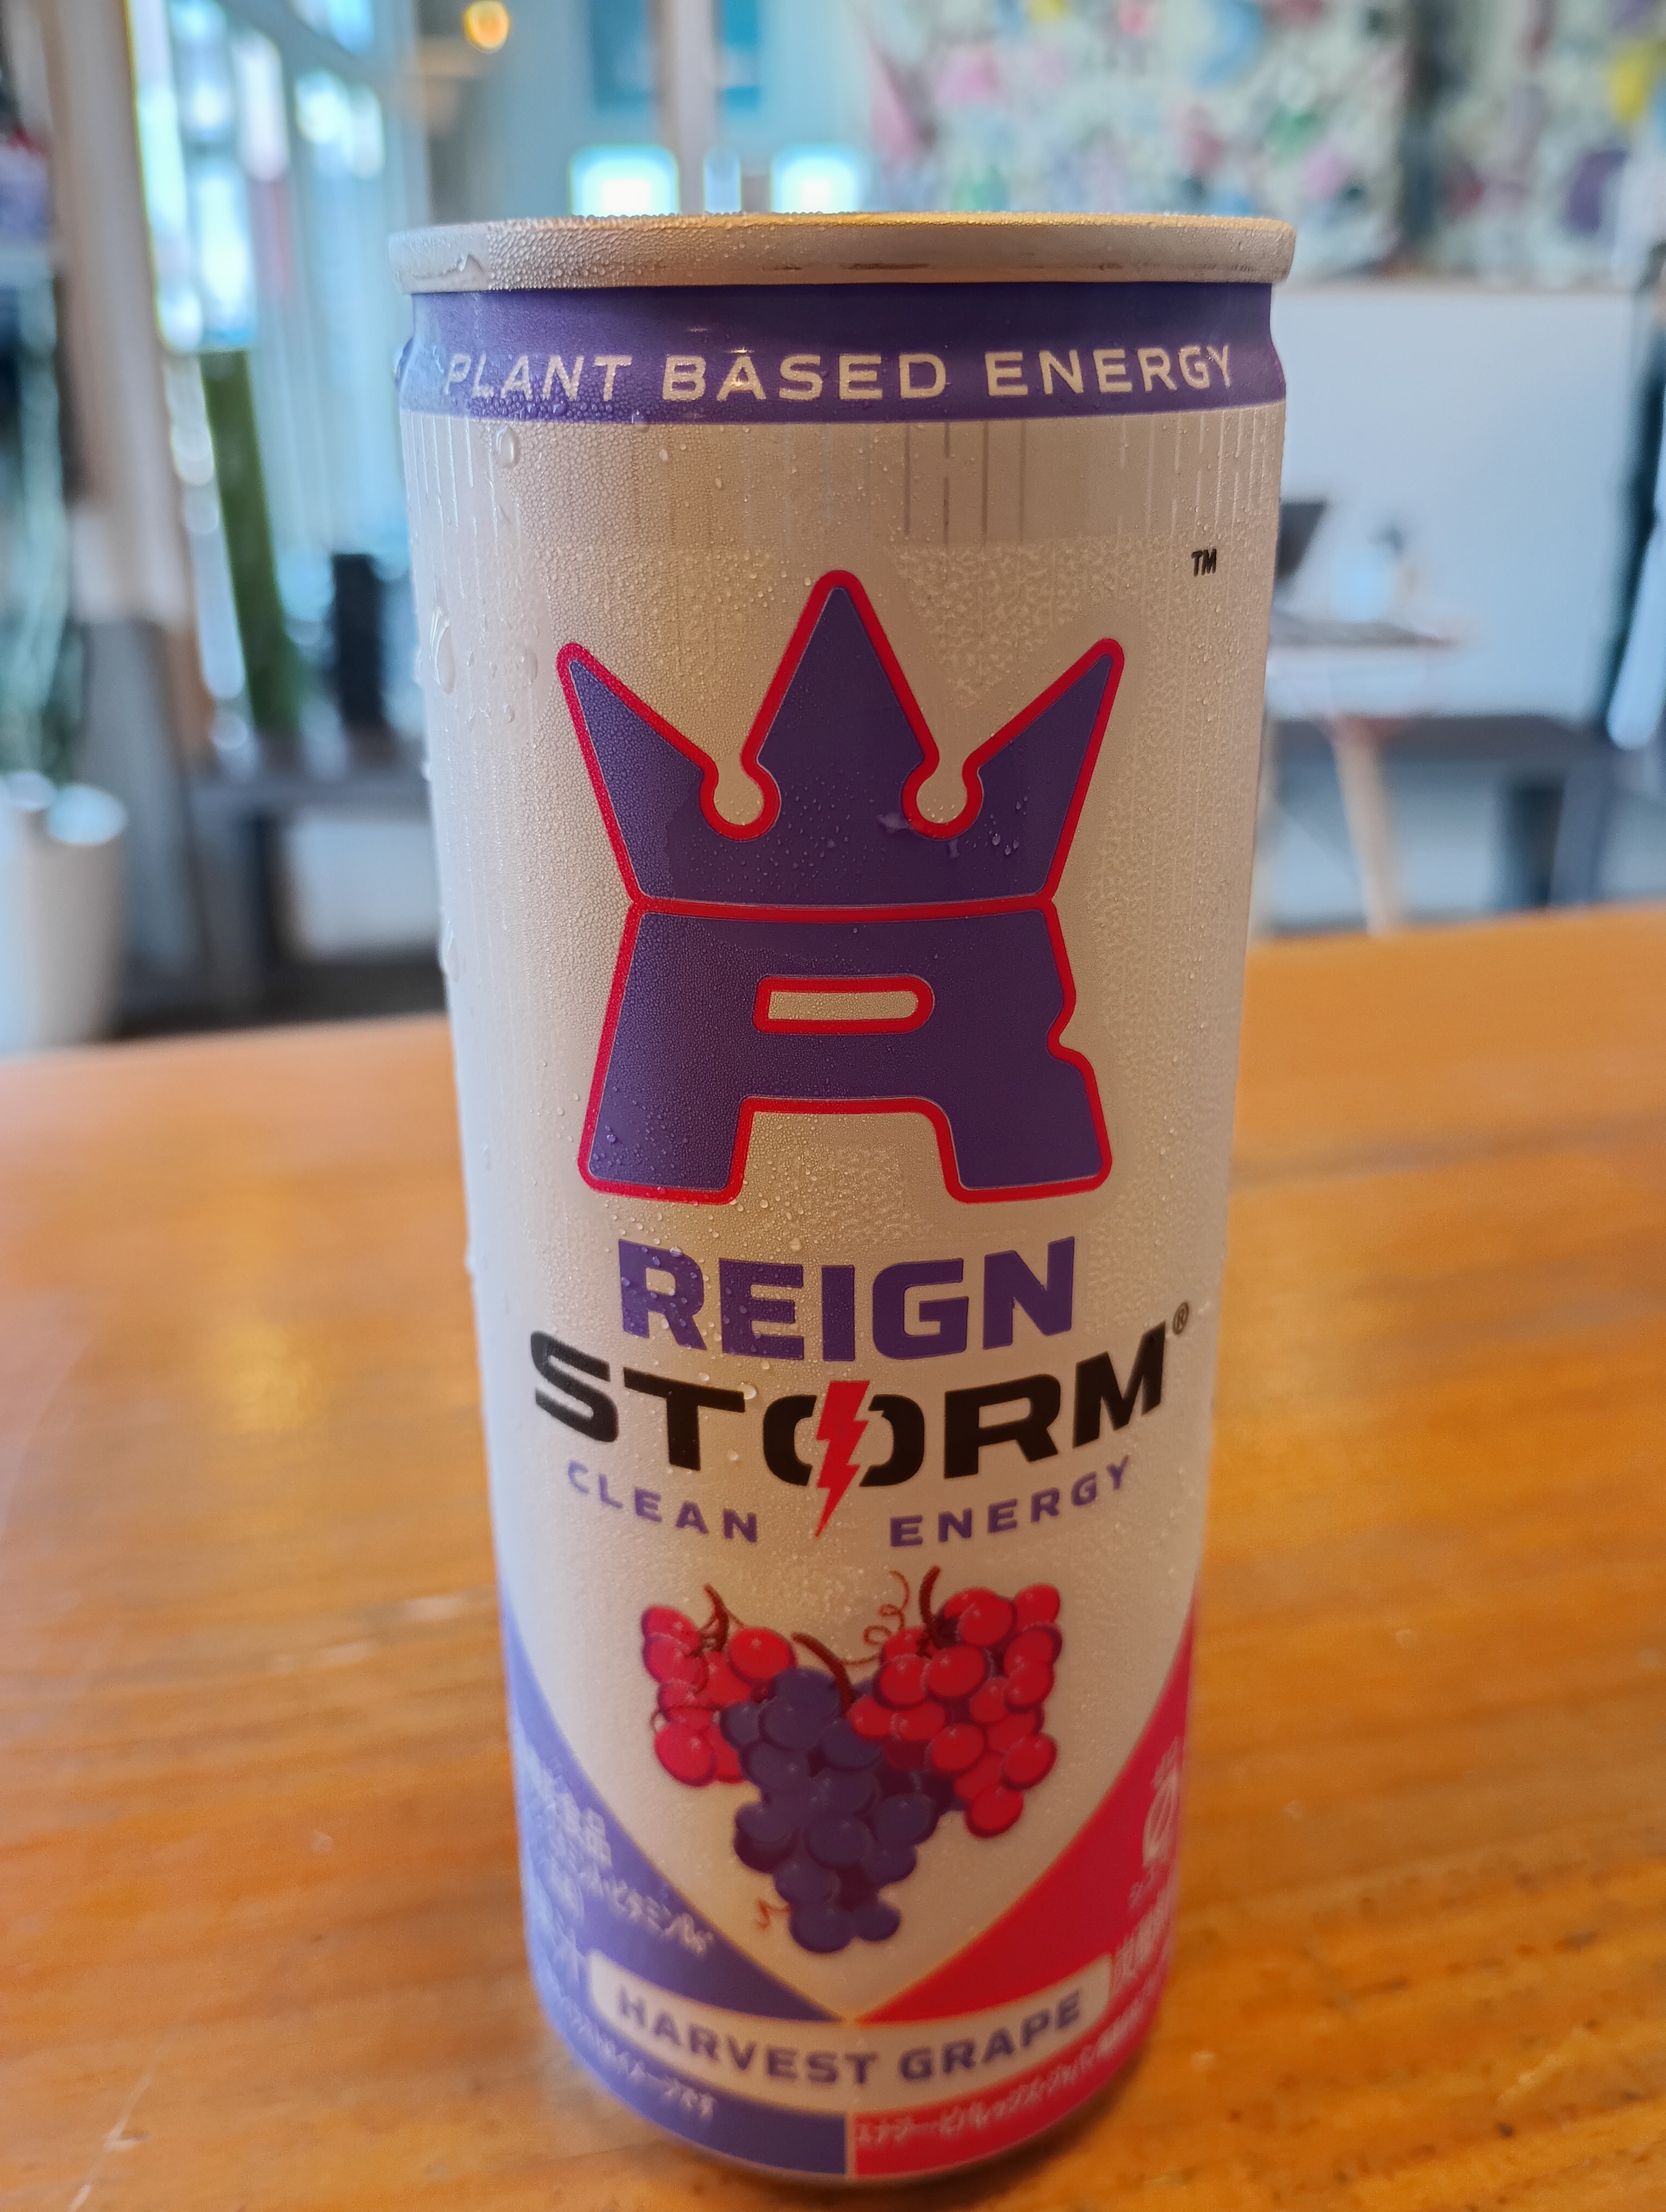 PLANT BASED ENERGY
TM
R
REIGN
STORM®
CLEAN ENERGY
HARVEST GRAPE